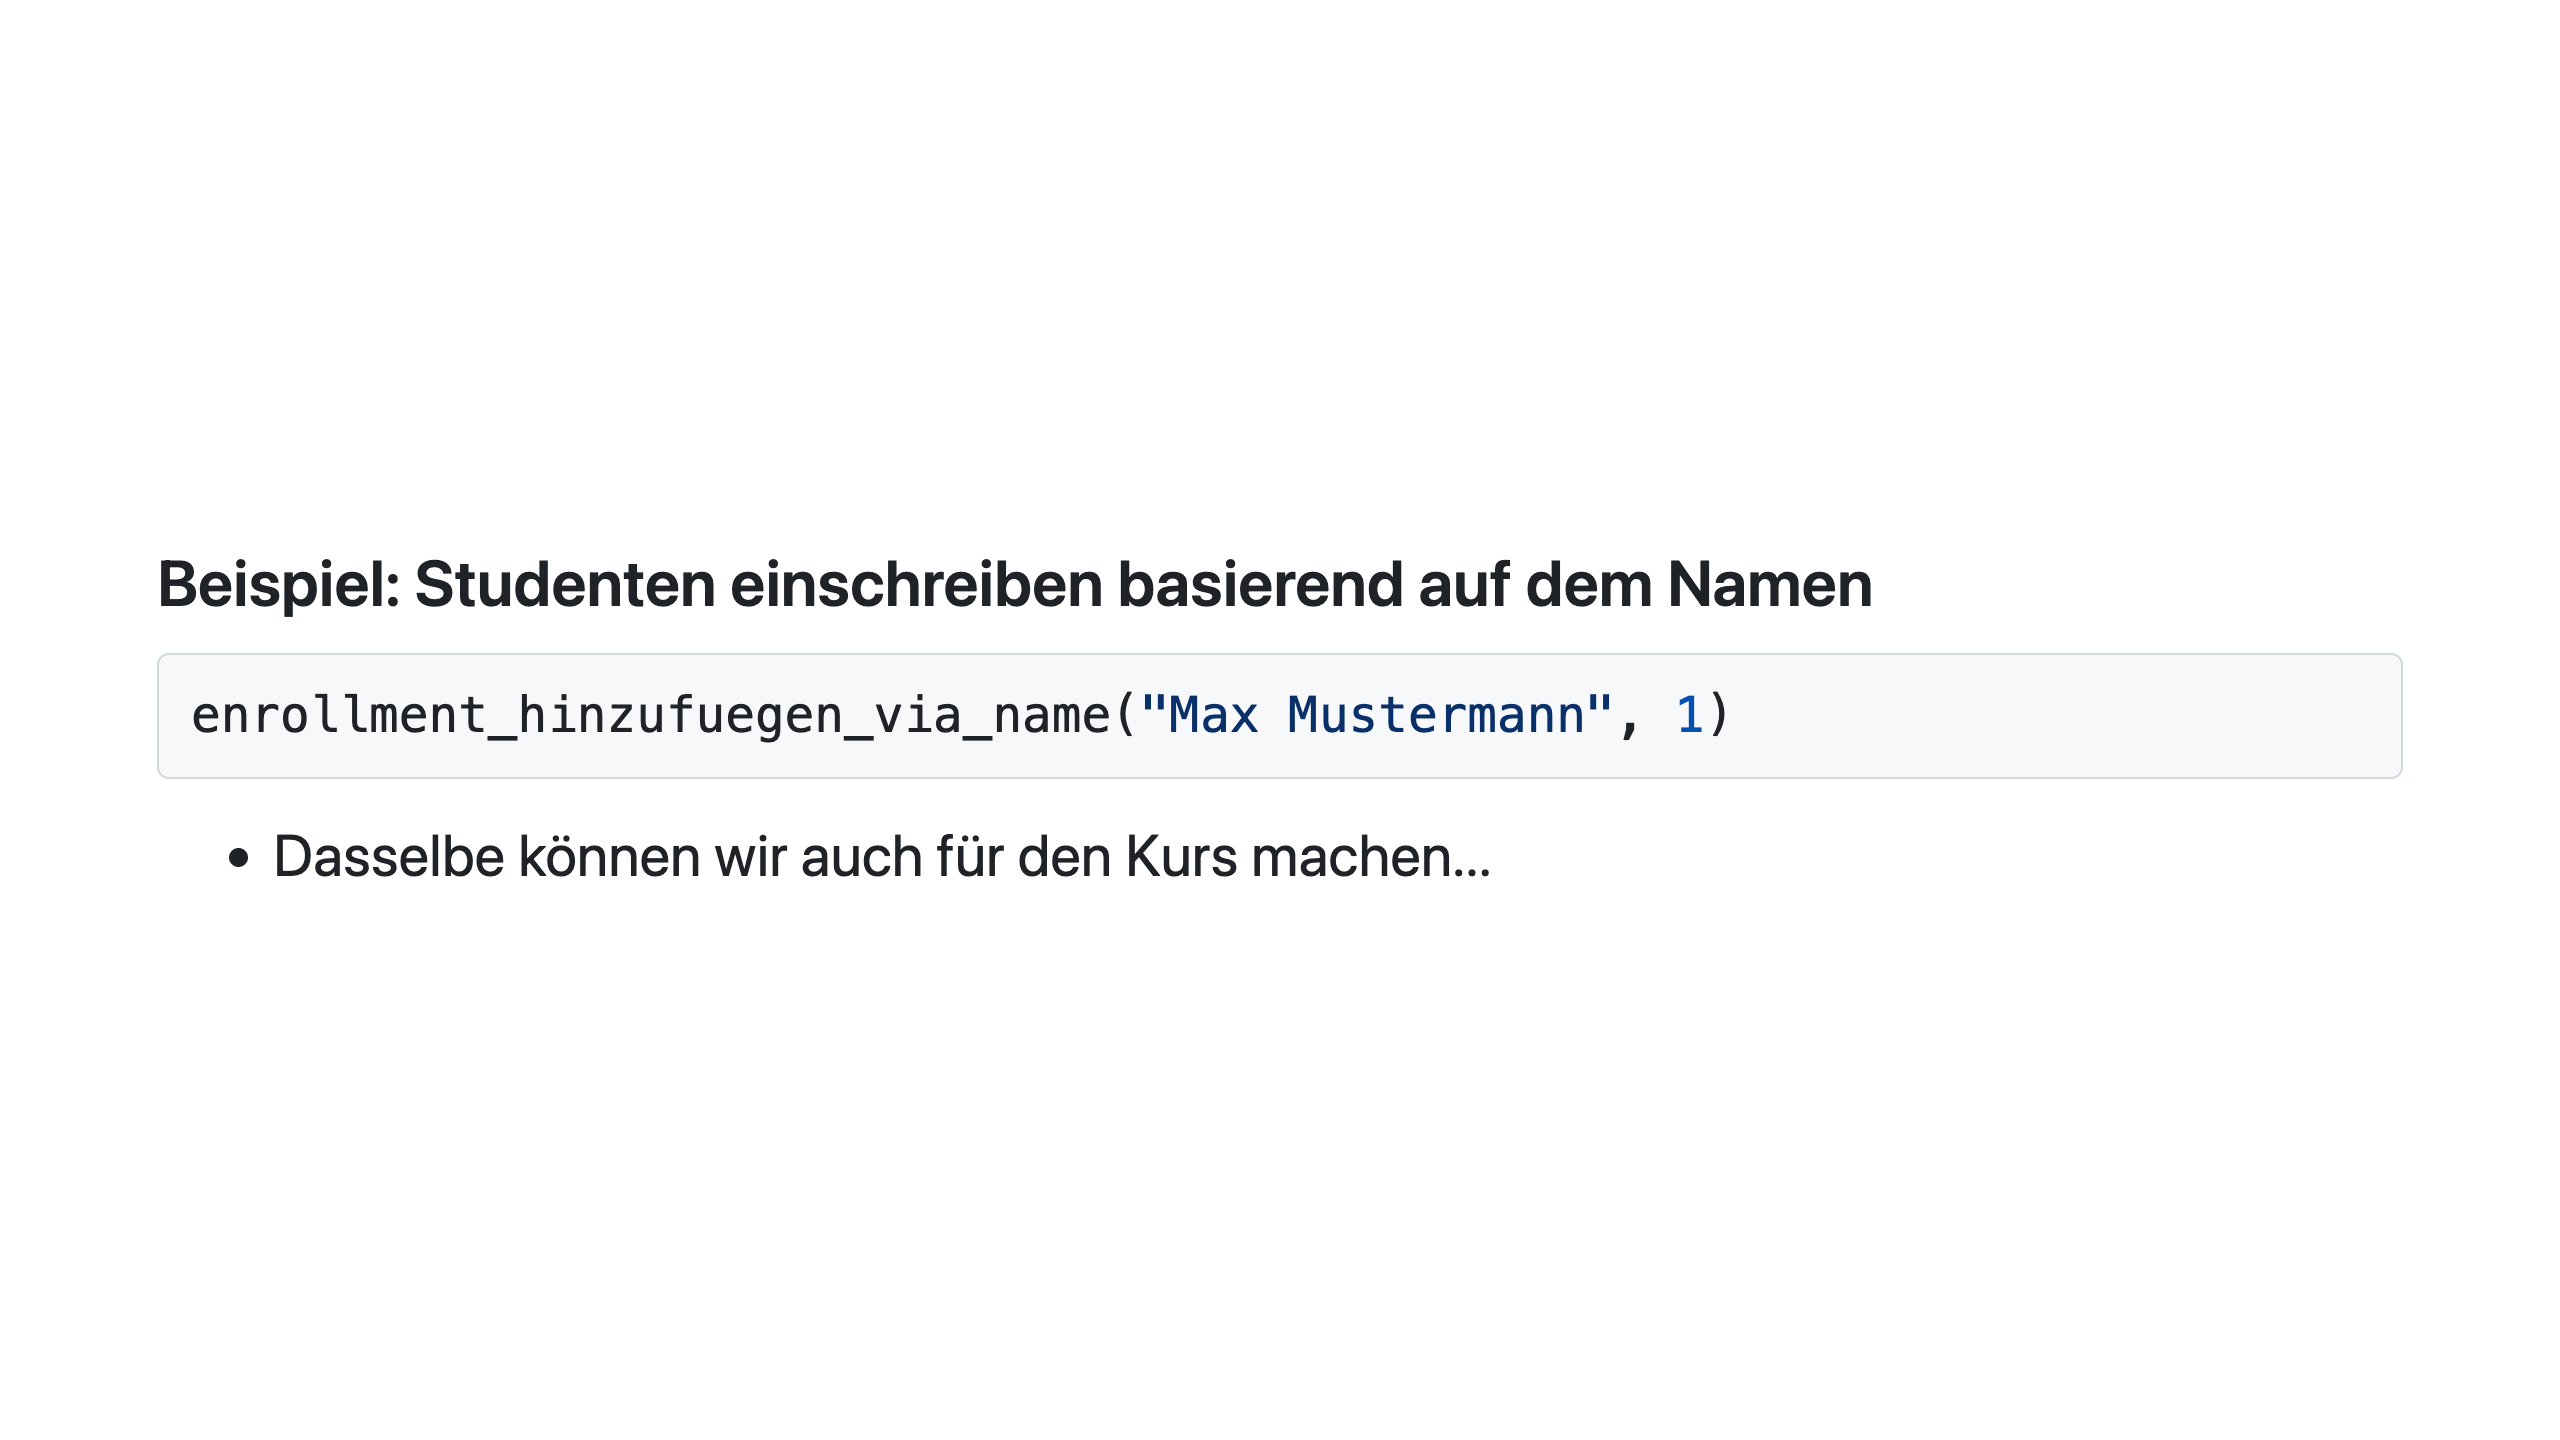 Beispiel: Studenten einschreiben basierend auf dem Namen
enrollment_hinzufuegen_via_name("Max Mustermann", 1)
• Dasselbe können wir auch für den Kurs machen...